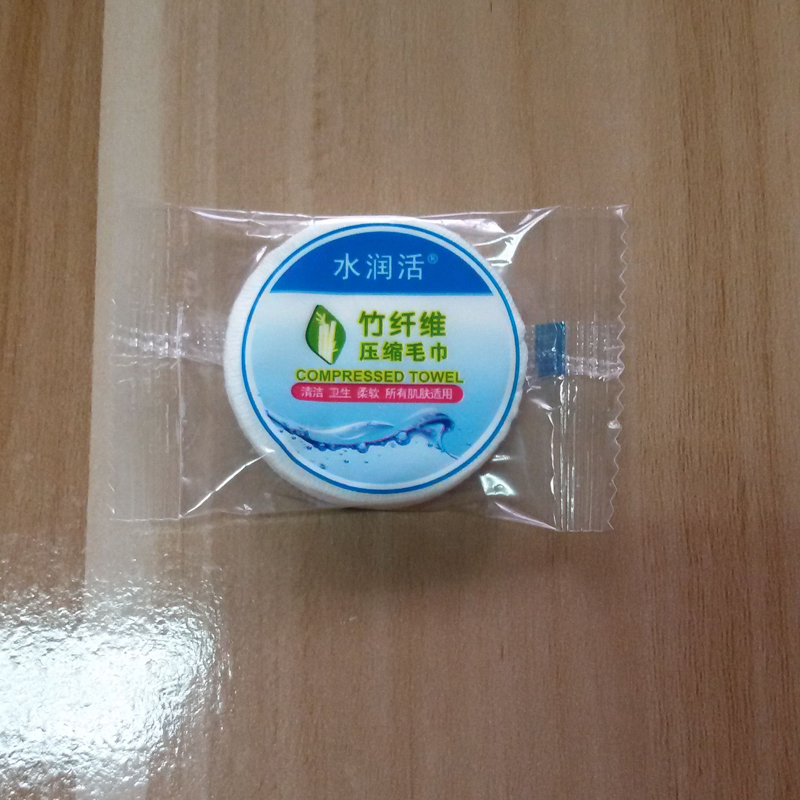 水润活®
竹纤维
压缩毛巾
COMPRESSED TOWEL
清洁 卫生 柔软 所有肌肤适用